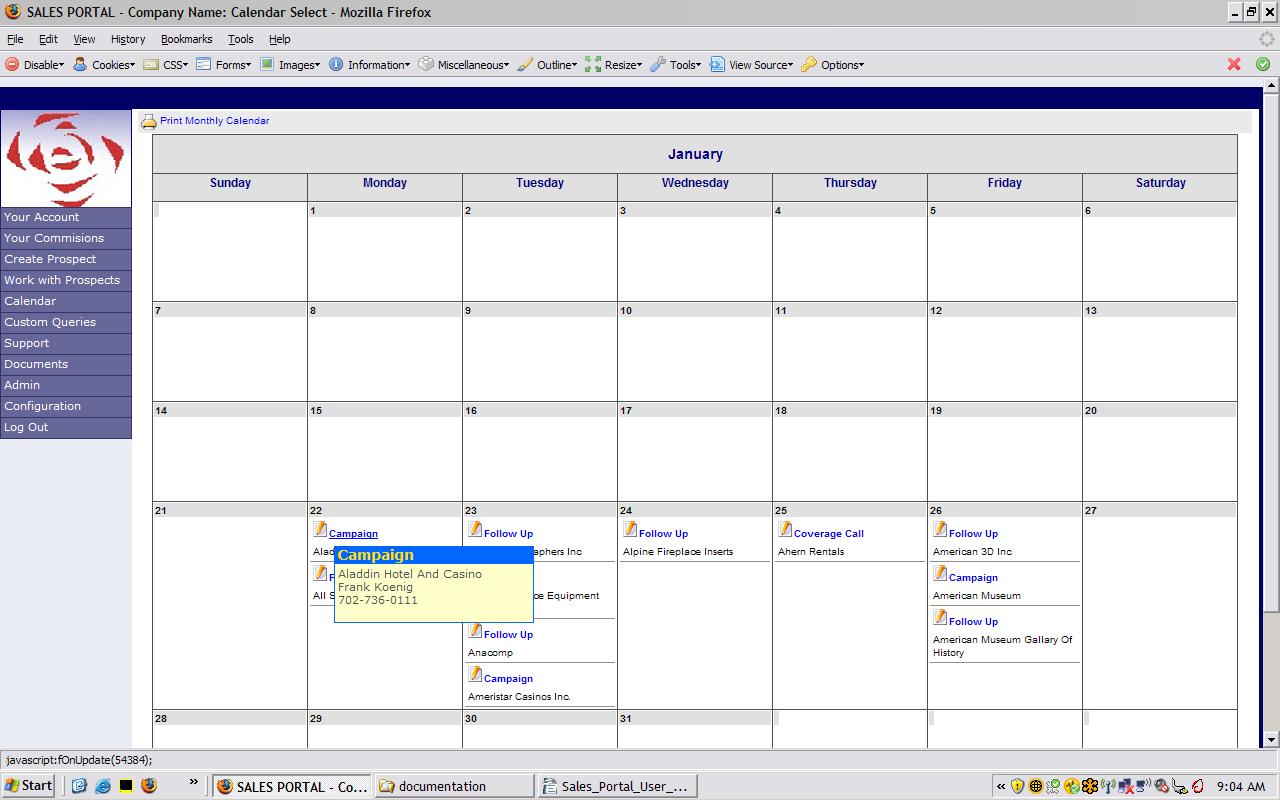 SALES PORTAL - Company Name: Calendar Select - Mozilla Firefox
File Edit View History Bookmarks Tools Help
Disable Cookies CSS Forms Images Information Miscellaneous Outline Resize Tools View Source Options
Print Monthly Calendar
Your Account
Your Commisions
Create Prospect
Work with Prospects
Calendar
Custom Queries
Support
Documents
Admin
Configuration
Log Out
January
Sunday Monday Tuesday Wednesday Thursday Friday Saturday
1 2 3 4 5 6
7 8 9 10 11 12 13
14 15 16 17 18 19 20
21 22 23 24 25 26 27
Campaign
Campaign
Aladdin Hotel And Casino
Frank Koenig
702-736-0111
All S
Follow Up
aphers Inc
ce Equipment
Follow Up
Anacomp
Campaign
Ameristar Casinos Inc.
Follow Up
Alpine Fireplace Inserts
Coverage Call
Ahern Rentals
Follow Up
American 3D Inc
Campaign
American Museum
Follow Up
American Museum Gallary Of
History
28 29 30 31
javascript:fOnUpdate(54384);
Start » SALES PORTAL - Co... documentation Sales_Portal_User_... « 9:04 AM